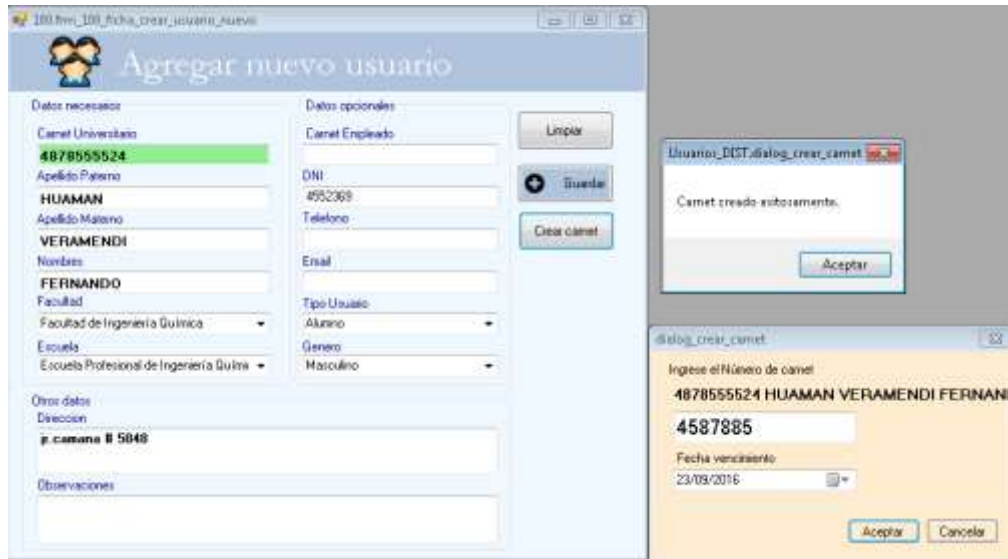 100.frm_100_ficha_crear_usuario_nuevo
Agregar nuevo usuario
Datos necesarios
Carnet Universitario
4878555524
Apellido Paterno
HUAMAN
Apellido Materno
VERAMENDI
Nombres
FERNANDO
Facultad
Facultad de Ingeniería Química
Escuela
Escuela Profesional de Ingeniería Químe
Datos opcionales
Carnet Empleado
DNI
4552369
Telefono
Email
Tipo Usuario
Alumno
Genero
Masculino
Otros datos
Direccion
jr.camana # 5848
Observaciones
Limpiar
Guardar
Crear carnet
Usuarios_DIST.dialog_crear_carnet
Carnet creado exitosamente.
Aceptar
dialog_crear_carnet
Ingrese el Número de carnet
4878555524 HUAMAN VERAMENDI FERNAN
4587885
Fecha vencimiento
23/09/2016
Aceptar
Cancelar